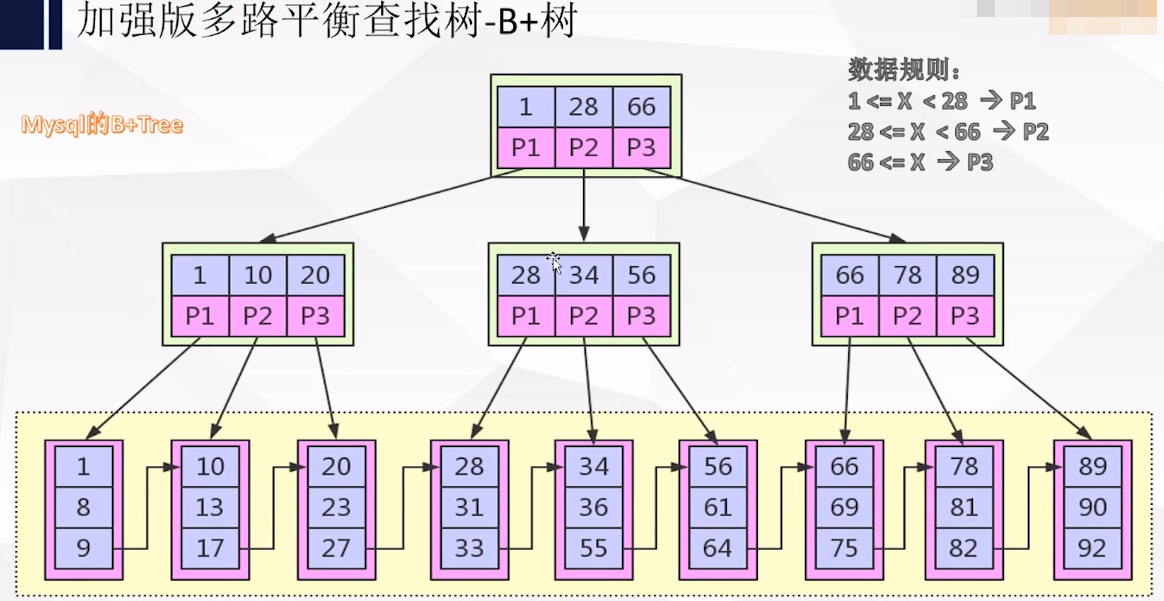 加强版多路平衡查找树-B+树
Mysql的B+Tree
数据规则：
1 <= X < 28 → P1
28 <= X < 66 → P2
66 <= X → P3
1 28 66
P1 P2 P3
1 10 20
P1 P2 P3
28 34 56
P1 P2 P3
66 78 89
P1 P2 P3
1 10 20 28 34 56 66 78 89
8 13 23 31 36 61 69 81 90
9 17 27 33 55 64 75 82 92